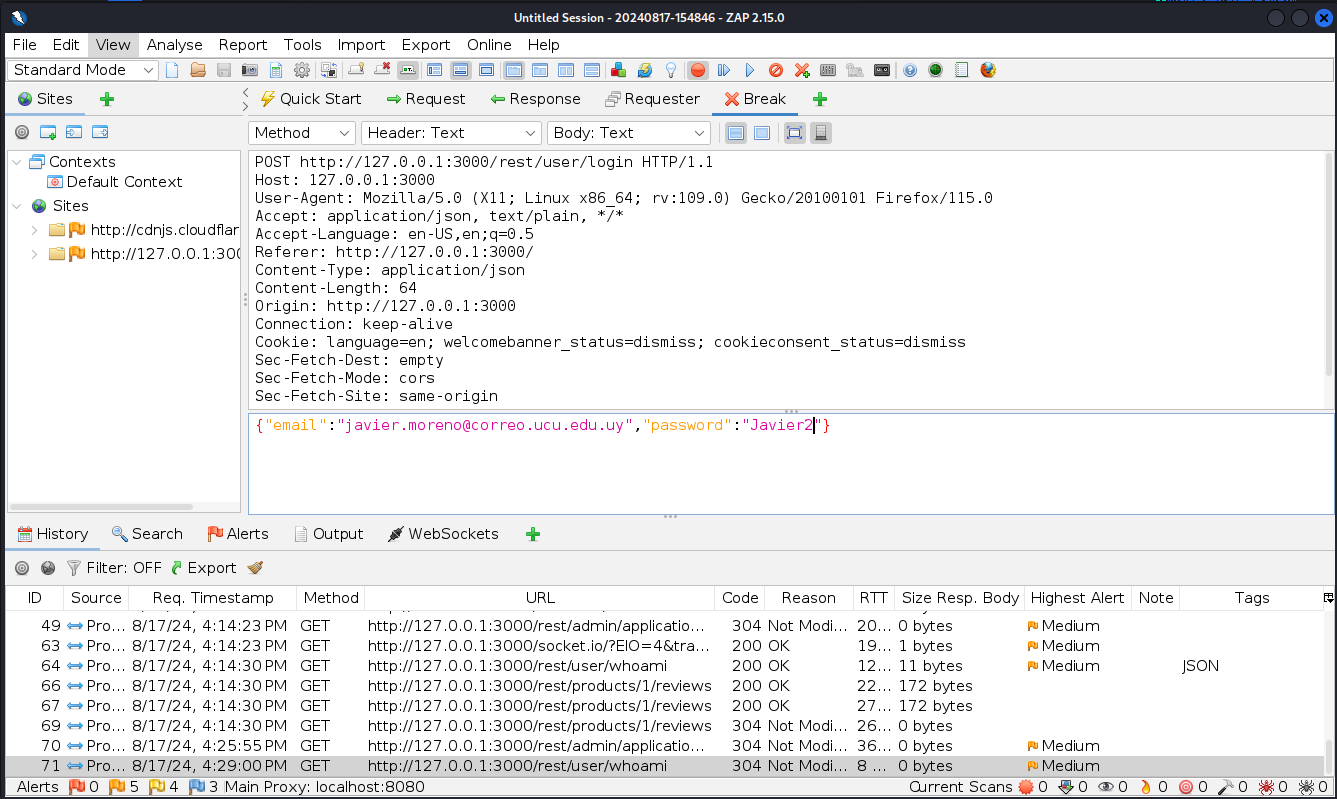 Untitled Session - 20240817-154846 - ZAP 2.15.0
File Edit View Analyse Report Tools Import Export Online Help
Standard Mode
Sites
Quick Start Request Response Requester Break
Method Header: Text Body: Text
Contexts
Default Context
Sites
http://cdnjs.cloudflar
http://127.0.0.1:300
POST http://127.0.0.1:3000/rest/user/login HTTP/1.1
Host: 127.0.0.1:3000
User-Agent: Mozilla/5.0 (X11; Linux x86_64; rv:109.0) Gecko/20100101 Firefox/115.0
Accept: application/json, text/plain, */*
Accept-Language: en-US,en;q=0.5
Referer: http://127.0.0.1:3000/
Content-Type: application/json
Content-Length: 64
Origin: http://127.0.0.1:3000
Connection: keep-alive
Cookie: language=en; welcomebanner_status=dismiss; cookieconsent_status=dismiss
Sec-Fetch-Dest: empty
Sec-Fetch-Mode: cors
Sec-Fetch-Site: same-origin
{"email":"javier.moreno@correo.ucu.edu.uy","password":"Javier2"}
History Search Alerts Output WebSockets
Filter: OFF Export
ID Source Req. Timestamp Method URL Code Reason RTT Size Resp. Body Highest Alert Note Tags
49 Pro... 8/17/24, 4:14:23 PM GET http://127.0.0.1:3000/rest/admin/applicatio... 304 Not Modi... 20... 0 bytes Medium
63 Pro... 8/17/24, 4:14:23 PM GET http://127.0.0.1:3000/socket.io/?EIO=4&tra... 200 OK 19... 1 bytes Medium
64 Pro... 8/17/24, 4:14:30 PM GET http://127.0.0.1:3000/rest/user/whoami 200 OK 12... 11 bytes Medium JSON
66 Pro... 8/17/24, 4:14:30 PM GET http://127.0.0.1:3000/rest/products/1/reviews 200 OK 22... 172 bytes
67 Pro... 8/17/24, 4:14:30 PM GET http://127.0.0.1:3000/rest/products/1/reviews 200 OK 27... 172 bytes
69 Pro... 8/17/24, 4:14:30 PM GET http://127.0.0.1:3000/rest/products/1/reviews 304 Not Modi... 26... 0 bytes
70 Pro... 8/17/24, 4:25:55 PM GET http://127.0.0.1:3000/rest/admin/applicatio... 304 Not Modi... 36... 0 bytes Medium
71 Pro... 8/17/24, 4:29:00 PM GET http://127.0.0.1:3000/rest/user/whoami 304 Not Modi... 8 ... 0 bytes Medium
Alerts 0 5 4 3 Main Proxy: localhost:8080 Current Scans 0 0 0 0 0 0 0 0